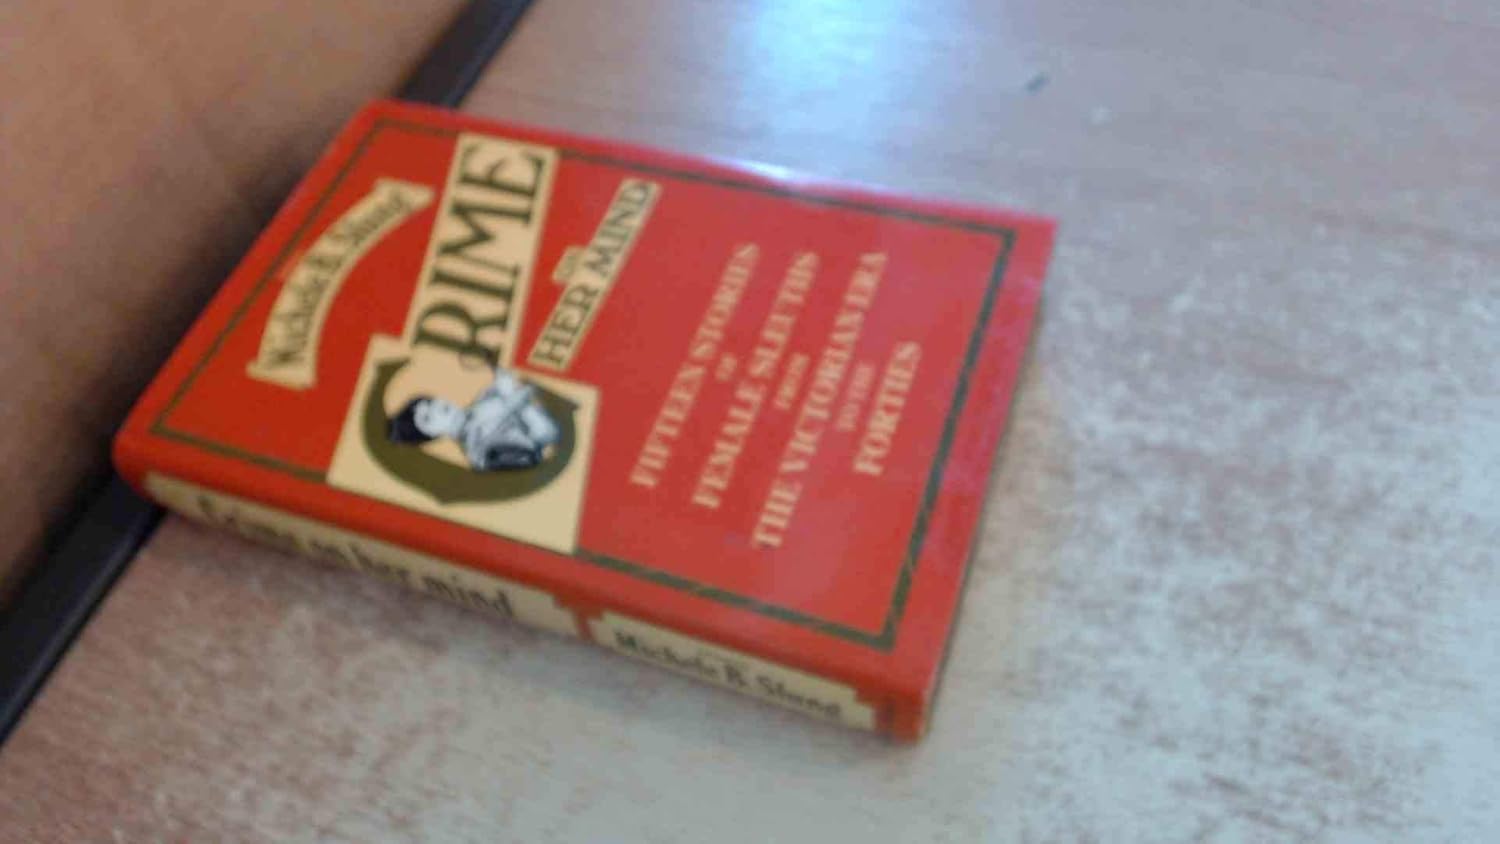 Michele B. Slung
CRIME
ON
HER MIND
FIFTEEN STORIES
OF
FEMALE SLEUTHS
FROM
THE VICTORIAN ERA
TO THE
FORTIES
Crime on her mind
Michele B. Slung